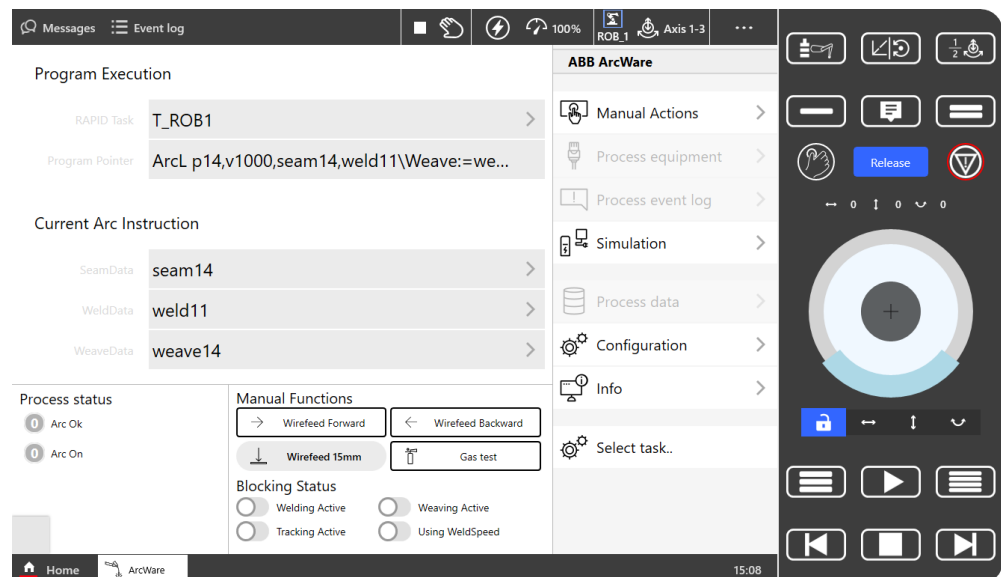 Messages Event log 100% ROB_1 Axis 1-3 ...
ABB ArcWare
Program Execution
RAPID Task T_ROB1
Program Pointer ArcL p14,v1000,seam14,weld11\Weave:=we...
Current Arc Instruction
SeamData seam14
WeldData weld11
WeaveData weave14
Process status
0 Arc Ok
0 Arc On
Manual Functions
Wirefeed Forward Wirefeed Backward
Wirefeed 15mm Gas test
Blocking Status
Welding Active Weaving Active
Tracking Active Using WeldSpeed
Manual Actions
Process equipment
Process event log
Simulation
Process data
Configuration
Info
Select task..
Home ArcWare 15:08
1
2
Release
0 0 0